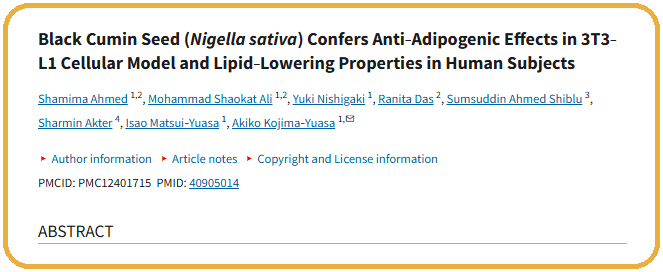 Black Cumin Seed (Nigella sativa) Confers Anti‐Adipogenic Effects in 3T3‐
L1 Cellular Model and Lipid‐Lowering Properties in Human Subjects
Shamima Ahmed 1,2, Mohammad Shaokat Ali 1,2, Yuki Nishigaki 1, Ranita Das 2, Sumsuddin Ahmed Shiblu 3,
Sharmin Akter 4, Isao Matsui‐Yuasa 1, Akiko Kojima‐Yuasa 1,✉
▸ Author information ▸ Article notes ▸ Copyright and License information
PMCID: PMC12401715 PMID: 40905014
ABSTRACT